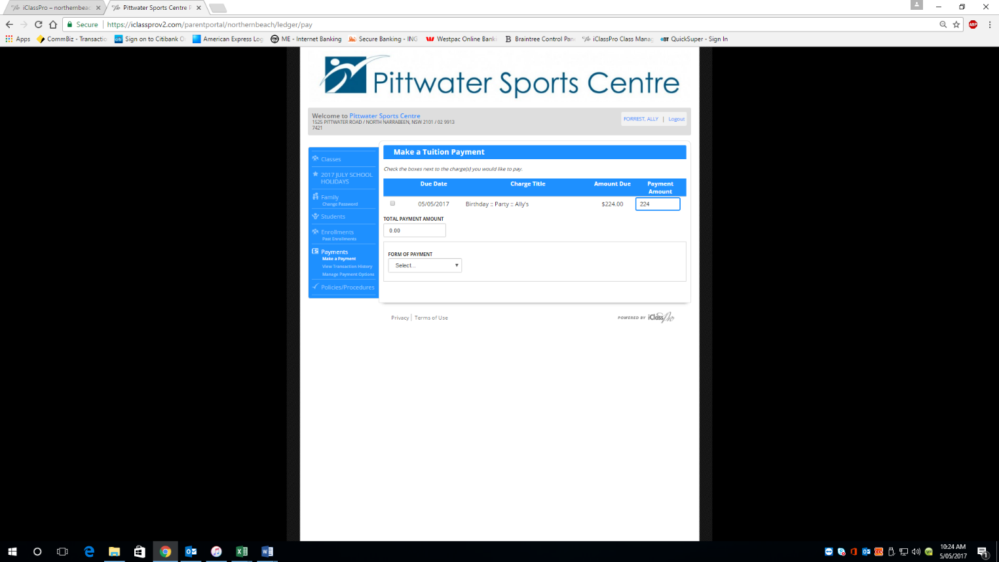 iClassPro – northernbeac
Pittwater Sports Centre P
Secure
https://iclassprov2.com/parentportal/northernbeach/ledger/pay
ABP
Apps
CommBiz - Transactio
citi
Sign on to Citibank O
American Express Log
me
ME - Internet Banking
Secure Banking - ING
Westpac Online Banki
B
Braintree Control Pan
iClassPro Class Manag
QuickSuper - Sign In
Pittwater Sports Centre
Welcome to Pittwater Sports Centre
1525 PITTWATER ROAD / NORTH NARRABEEN, NSW 2101 / 02 9913
7421
FORREST, ALLY | Logout
Classes
2017 JULY SCHOOL
HOLIDAYS
Family
Change Password
Students
Enrollments
Past Enrollments
Payments
Make a Payment
View Transaction History
Manage Payment Options
Policies/Procedures
Make a Tuition Payment
Check the boxes next to the charge(s) you would like to pay.
Due Date Charge Title Amount Due Payment
Amount
05/05/2017 Birthday :: Party :: Ally's $224.00 224
TOTAL PAYMENT AMOUNT
0.00
FORM OF PAYMENT
Select...
Privacy | Terms of Use
POWERED BY iClassPro
10:24 AM
5/05/2017
1